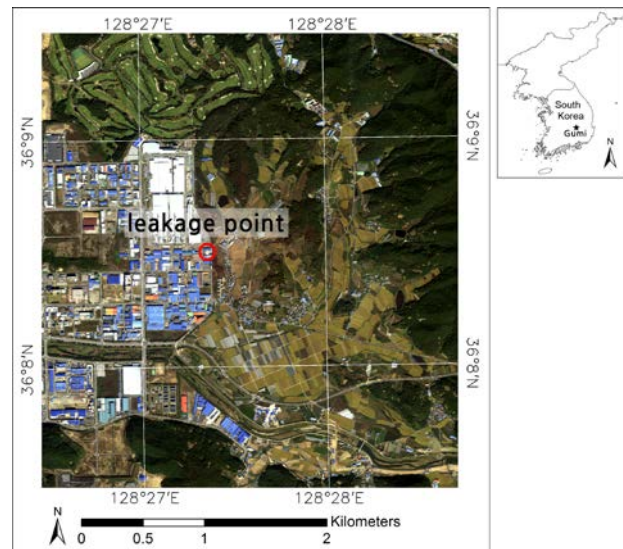 128°27'E 128°28'E
36°9'N
36°9'N
leakage point
36°8'N
36°8'N
128°27'E 128°28'E
N
0 0.5 1 2 Kilometers
South
Korea
Gumi
N